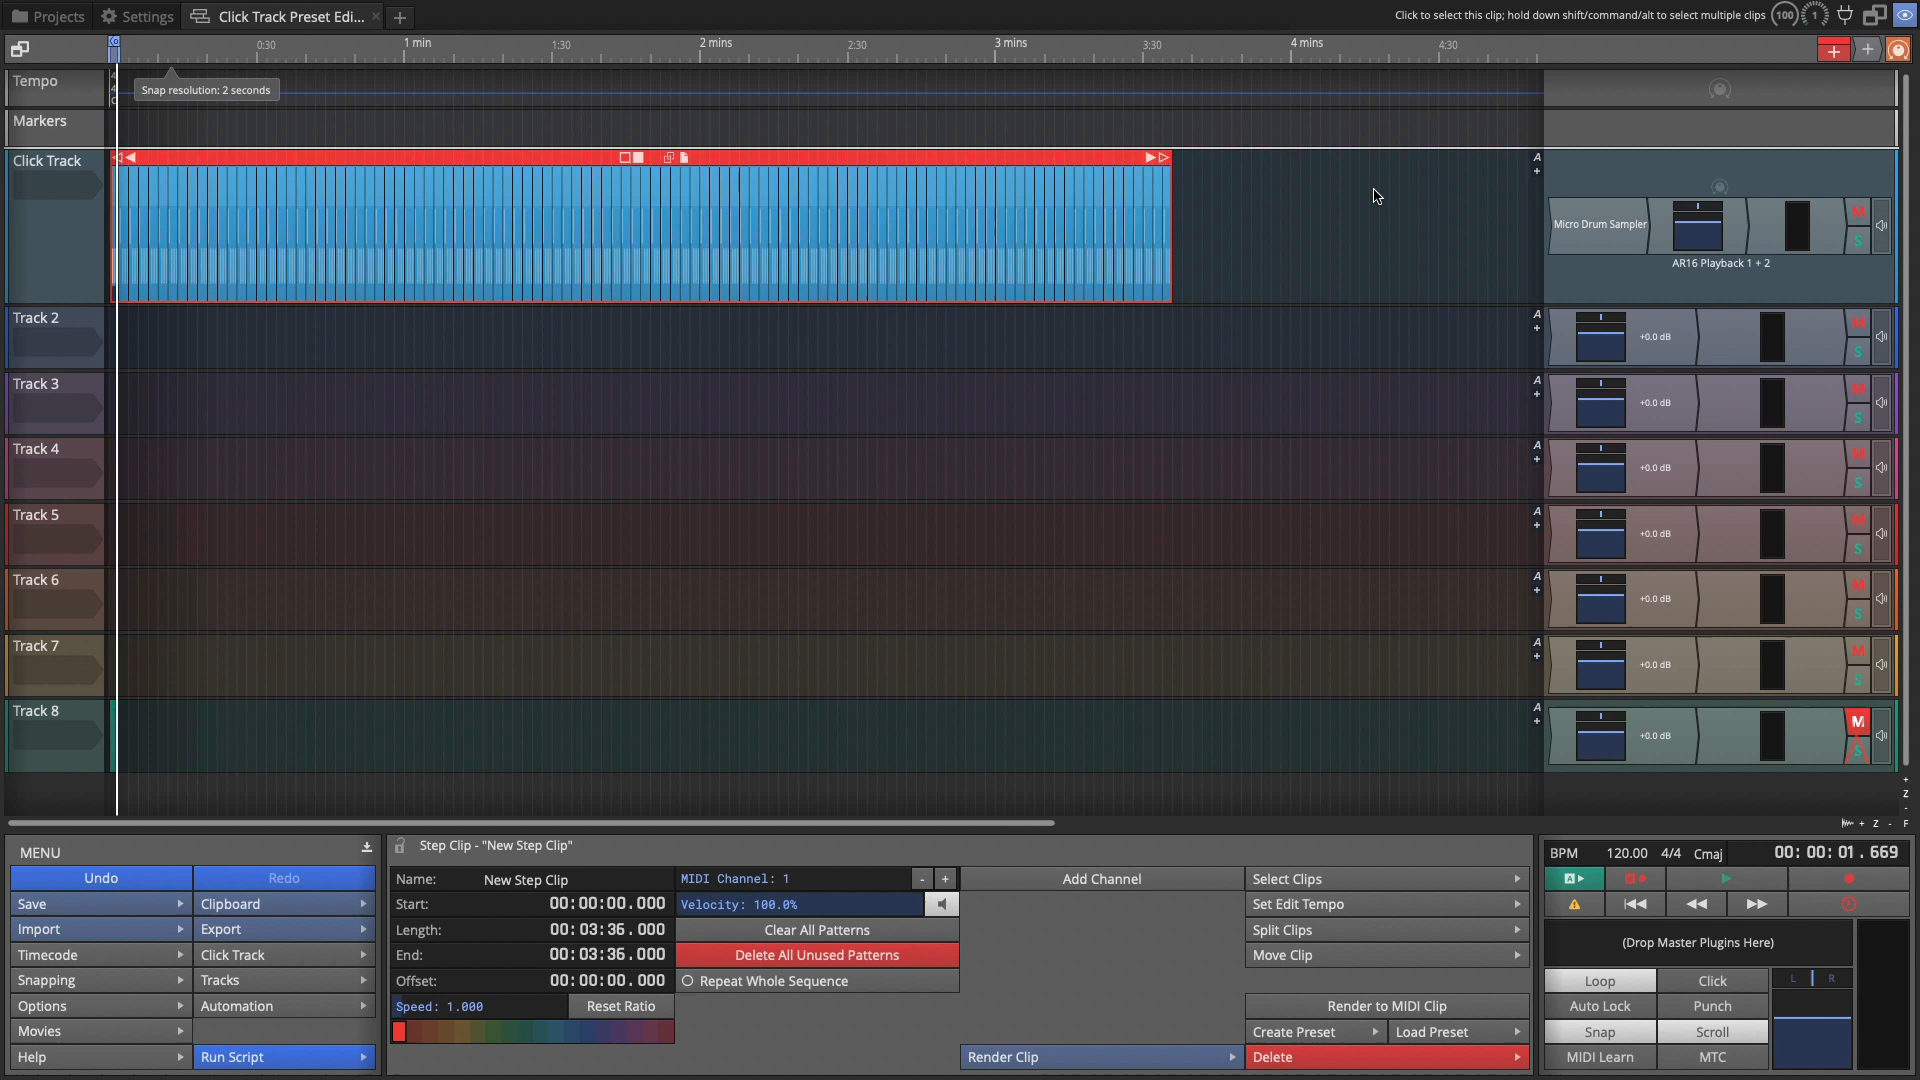 Projects
Settings
Click Track Preset Edi...
Click to select this clip; hold down shift/command/alt to select multiple clips
100
1
0:30
1 min
1:30
2 mins
2:30
3 mins
3:30
4 mins
4:30
Tempo
Snap resolution: 2 seconds
Markers
Click Track
A
Micro Drum Sampler
M
S
AR16 Playback 1 + 2
Track 2
A
+0.0 dB
M
S
Track 3
A
+0.0 dB
M
S
Track 4
A
+0.0 dB
M
S
Track 5
A
+0.0 dB
M
S
Track 6
A
+0.0 dB
M
S
Track 7
A
+0.0 dB
M
S
Track 8
A
+0.0 dB
M
S
+
Z
-
+ Z - F
MENU
Undo
Redo
Save
Clipboard
Import
Export
Timecode
Click Track
Snapping
Tracks
Options
Automation
Movies
Help
Run Script
Step Clip - "New Step Clip"
Name: New Step Clip
Start: 00:00:00.000
Length: 00:03:36.000
End: 00:03:36.000
Offset: 00:00:00.000
Speed: 1.000
Reset Ratio
MIDI Channel: 1
- +
Velocity: 100.0%
Clear All Patterns
Delete All Unused Patterns
Repeat Whole Sequence
Add Channel
Render Clip
Select Clips
Set Edit Tempo
Split Clips
Move Clip
Render to MIDI Clip
Create Preset
Load Preset
Delete
BPM 120.00 4/4 Cmaj 00:00:01.669
A
(Drop Master Plugins Here)
Loop
Click
L R
Auto Lock
Punch
Snap
Scroll
MIDI Learn
MTC